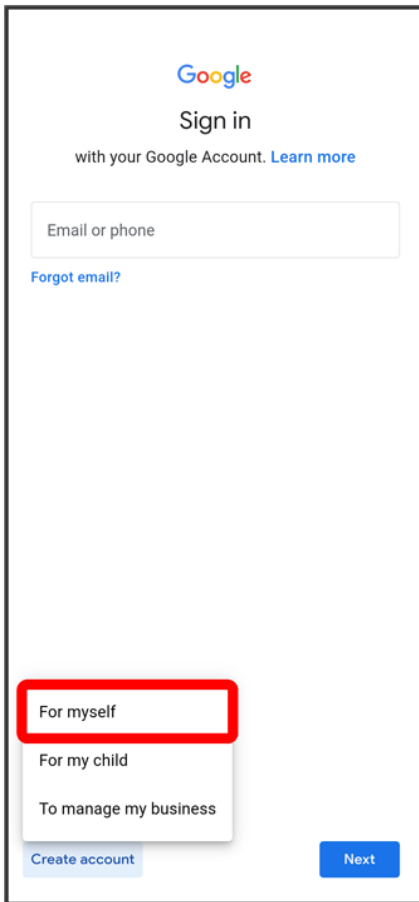 Google
Sign in
with your Google Account. Learn more
Email or phone
Forgot email?
For myself
For my child
To manage my business
Create account
Next